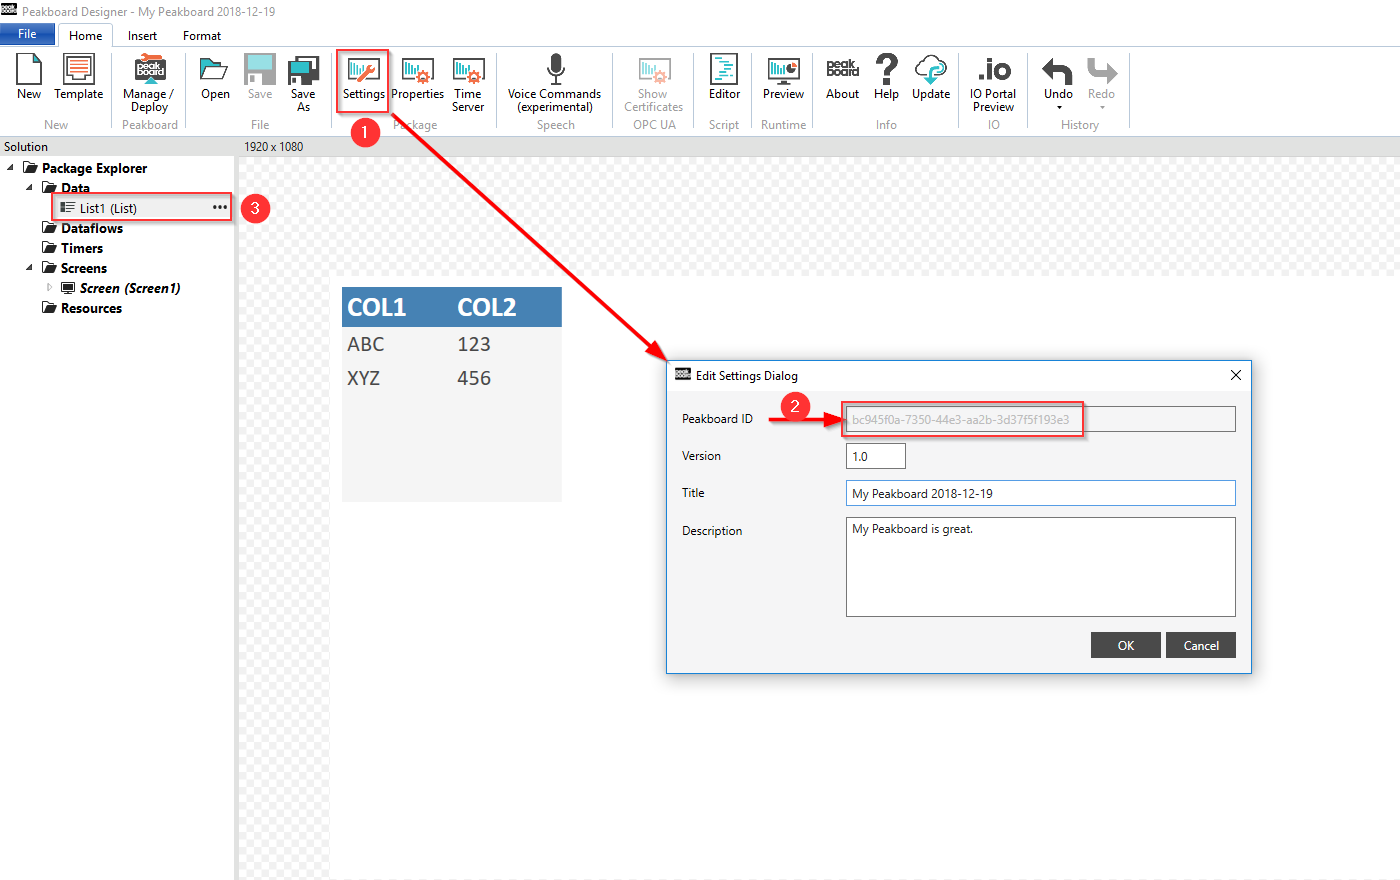 Peakboard Designer - My Peakboard 2018-12-19
File Home Insert Format
New Template Manage / Deploy Open Save Save As Settings Properties Time Server Voice Commands (experimental) Show Certificates Editor Preview About Help Update IO Portal Preview Undo Redo
peak board
peak board
.io
New Peakboard File Package Speech OPC UA Script Runtime Info IO History
1
Solution
1920 x 1080
Package Explorer
Data
List1 (List) •••
3
Dataflows
Timers
Screens
Screen (Screen1)
Resources
COL1 COL2
ABC 123
XYZ 456
Edit Settings Dialog
Peakboard ID 2 bc945f0a-7350-44e3-aa2b-3d37f5f193e3
Version 1.0
Title My Peakboard 2018-12-19
Description My Peakboard is great.
OK Cancel